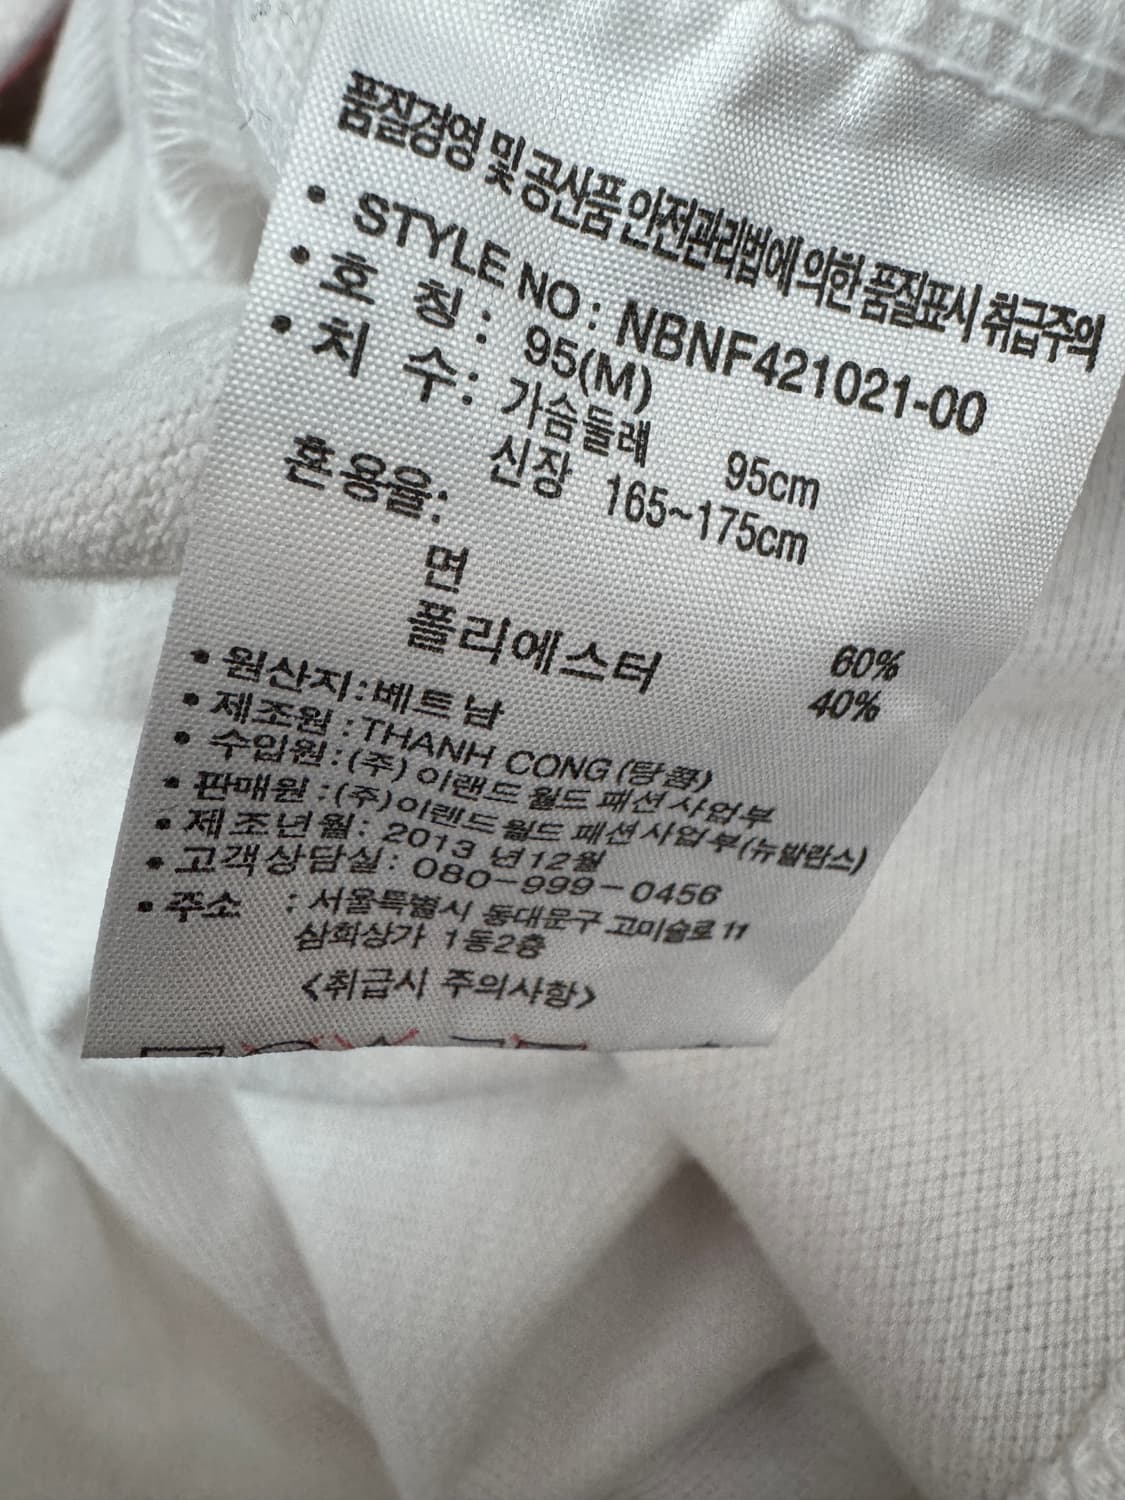 품질경영 및 공산품 안전관리법에 의한 품질표시 취급주의
• STYLE NO : NBNF421021-00
• 호 칭 : 95(M)
• 치 수 : 가슴둘레 95cm
신장 165~175cm
혼용율:
면 60%
폴리에스터 40%
• 원산지 : 베트남
• 제조원 : THANH CONG (탕콤)
• 수입원 : (주) 이랜드 월드 패션 사업부
• 판매원 : (주) 이랜드 월드 패션 사업부 (뉴발란스)
• 제조년월 : 2013 년 12월
• 고객상담실 : 080-999-0456
• 주소 : 서울특별시 동대문구 고미술로 11
삼희상가 1동2층
<취급시 주의사항>